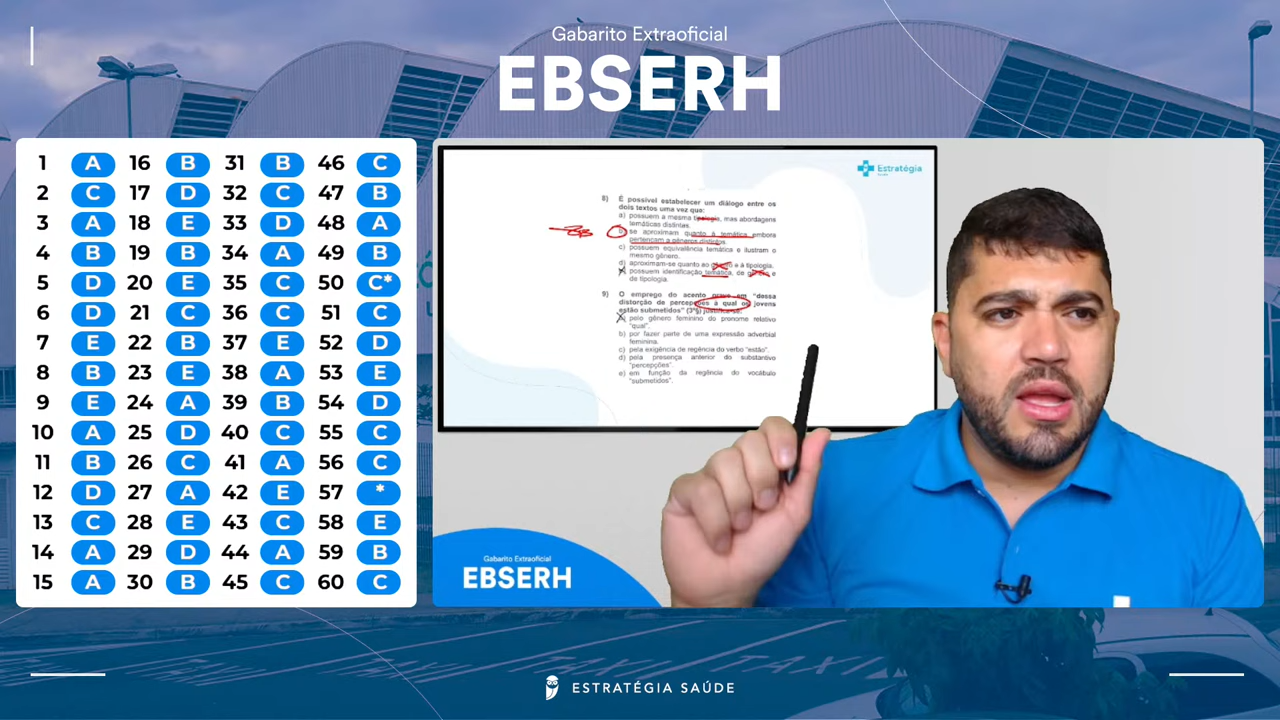 Gabarito Extraoficial
EBSERH
1 A 16 B 31 B 46 C
2 C 17 D 32 C 47 B
3 A 18 E 33 D 48 A
4 B 19 B 34 A 49 B
5 D 20 E 35 C 50 C*
6 D 21 C 36 C 51 C
7 E 22 B 37 E 52 D
8 B 23 E 38 A 53 E
9 E 24 A 39 B 54 D
10 A 25 D 40 C 55 C
11 B 26 C 41 A 56 C
12 D 27 A 42 E 57 *
13 C 28 E 43 C 58 E
14 A 29 D 44 A 59 B
15 A 30 B 45 C 60 C
Estratégia
8) É possível estabelecer um diálogo entre os
dois textos uma vez que:
a) possuem a mesma tipologia, mas abordagens
temáticas distintas.
b) se aproximam quanto à temática embora
pertençam a gêneros distintos.
c) possuem equivalência temática e ilustram o
mesmo gênero.
d) aproximam-se quanto ao gênero e à tipologia.
possuem identificação temática, de gênero e
de tipologia.
9) O emprego do acento grave em "dessa
distorção de percepções à qual os jovens
estão submetidos" (3º§) justifica-se:
pelo gênero feminino do pronome relativo
"qual".
b) por fazer parte de uma expressão adverbial
feminina.
c) pela exigência de regência do verbo "estão".
d) pela presença anterior do substantivo
"percepções".
e) em função da regência do vocábulo
"submetidos".
Gabarito Extraoficial
EBSERH
ESTRATÉGIA SAÚDE